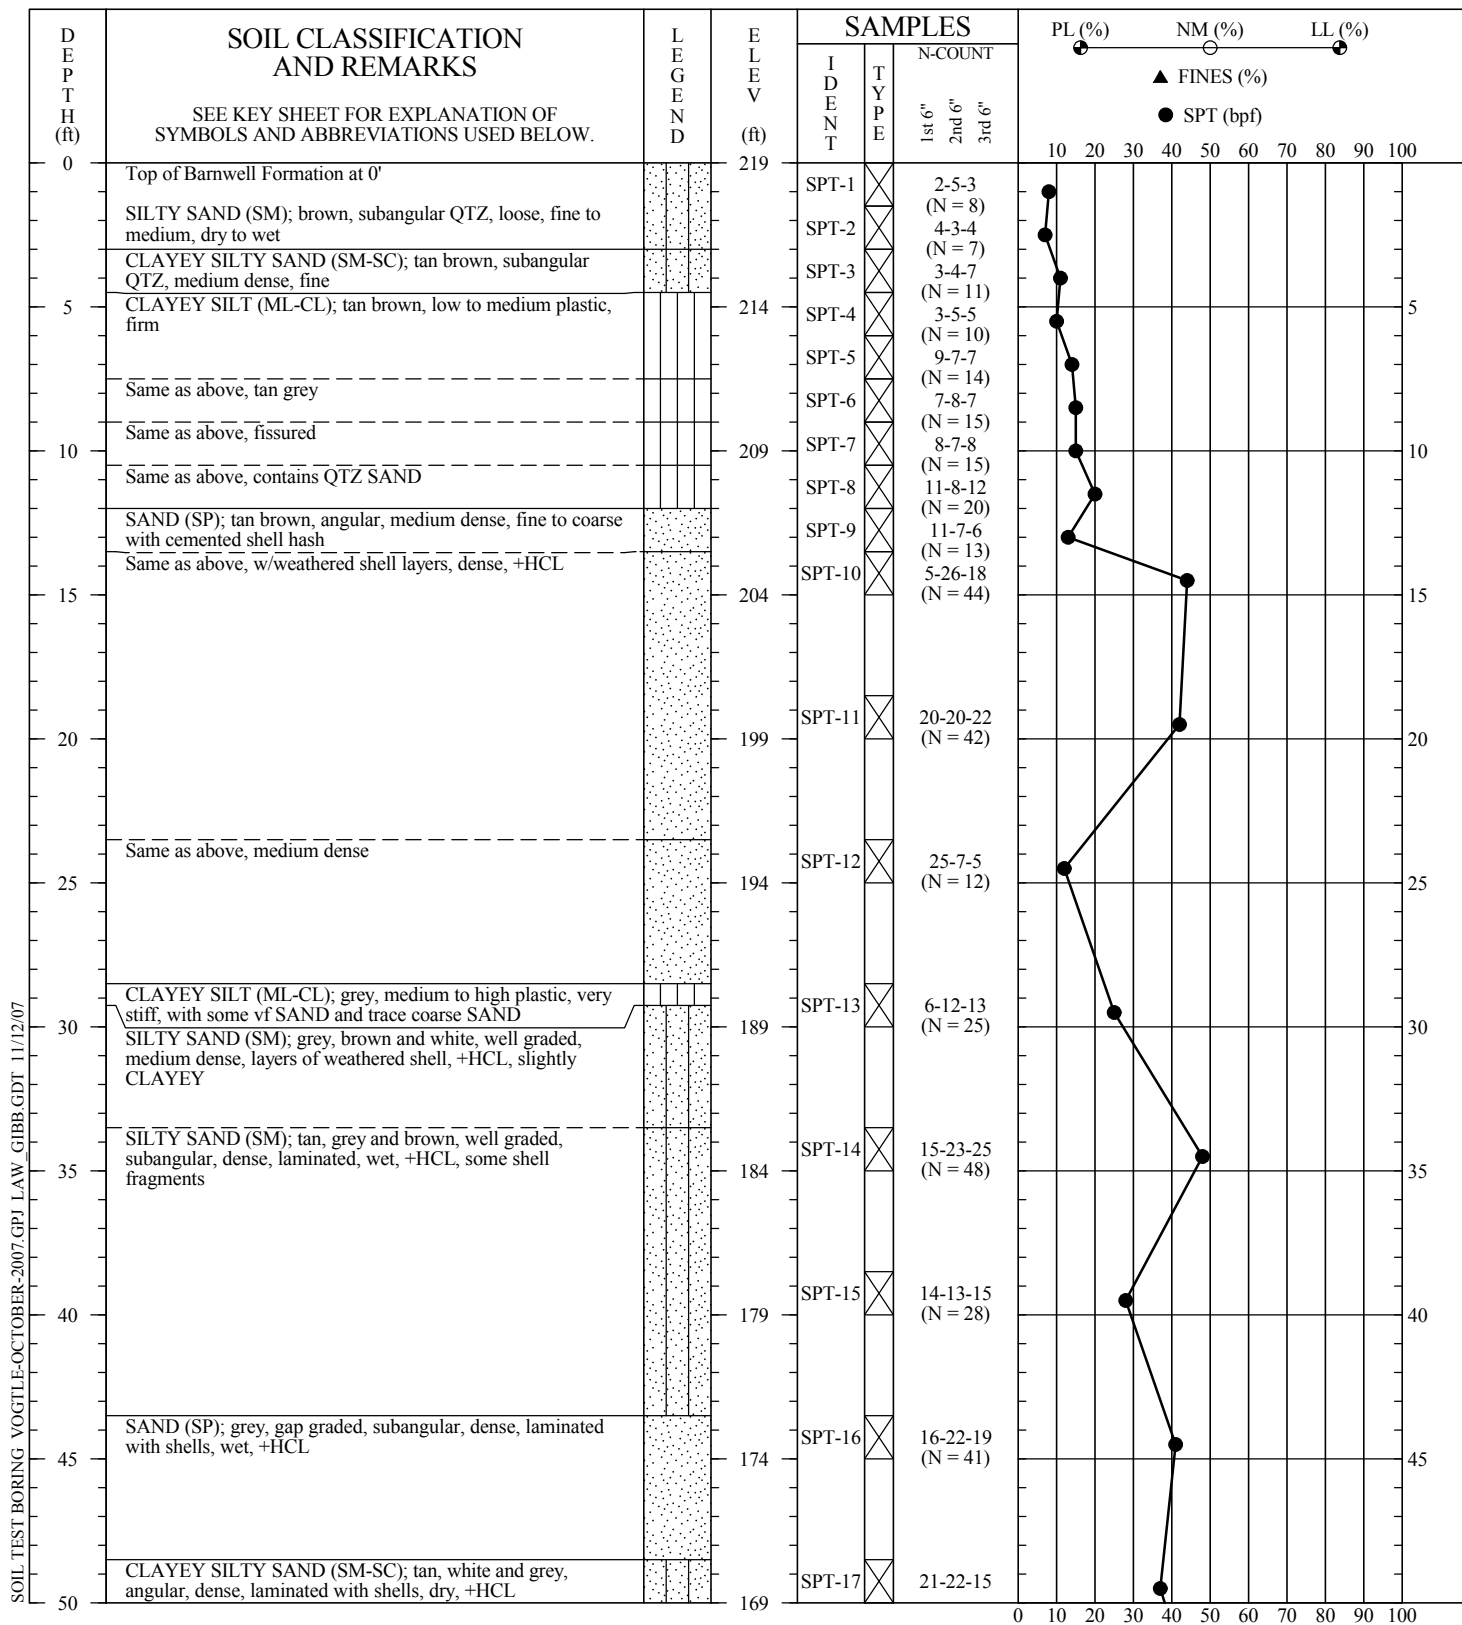 DEPTH (ft)
SOIL CLASSIFICATION
AND REMARKS
SEE KEY SHEET FOR EXPLANATION OF
SYMBOLS AND ABBREVIATIONS USED BELOW.
LEGEND
ELEV (ft)
SAMPLES
IDENT
TYPE
N-COUNT
1st 6"
2nd 6"
3rd 6"
PL (%)
NM (%)
LL (%)
▲ FINES (%)
● SPT (bpf)
10 20 30 40 50 60 70 80 90 100
0
219
Top of Barnwell Formation at 0'
SPT-1
2-5-3
(N = 8)
SILTY SAND (SM); brown, subangular QTZ, loose, fine to
medium, dry to wet
SPT-2
4-3-4
(N = 7)
CLAYEY SILTY SAND (SM-SC); tan brown, subangular
QTZ, medium dense, fine
SPT-3
3-4-7
(N = 11)
CLAYEY SILT (ML-CL); tan brown, low to medium plastic,
firm
5
214
SPT-4
3-5-5
(N = 10)
5
SPT-5
9-7-7
(N = 14)
Same as above, tan grey
SPT-6
7-8-7
(N = 15)
Same as above, fissured
10
209
SPT-7
8-7-8
(N = 15)
10
Same as above, contains QTZ SAND
SPT-8
11-8-12
(N = 20)
SAND (SP); tan brown, angular, medium dense, fine to coarse
with cemented shell hash
SPT-9
11-7-6
(N = 13)
Same as above, w/weathered shell layers, dense, +HCL
SPT-10
5-26-18
(N = 44)
15
204
15
SPT-11
20-20-22
(N = 42)
20
199
20
Same as above, medium dense
SPT-12
25-7-5
(N = 12)
25
194
25
CLAYEY SILT (ML-CL); grey, medium to high plastic, very
stiff, with some vf SAND and trace coarse SAND
SPT-13
6-12-13
(N = 25)
30
189
30
SILTY SAND (SM); grey, brown and white, well graded,
medium dense, layers of weathered shell, +HCL, slightly
CLAYEY
SILTY SAND (SM); tan, grey and brown, well graded,
subangular, dense, laminated, wet, +HCL, some shell
fragments
SPT-14
15-23-25
(N = 48)
35
184
35
SPT-15
14-13-15
(N = 28)
40
179
40
SAND (SP); grey, gap graded, subangular, dense, laminated
with shells, wet, +HCL
SPT-16
16-22-19
(N = 41)
45
174
45
CLAYEY SILTY SAND (SM-SC); tan, white and grey,
angular, dense, laminated with shells, dry, +HCL
SPT-17
21-22-15
50
169
0 10 20 30 40 50 60 70 80 90 100
SOIL TEST BORING VOGTLE-OCTOBER-2007.GPJ LAW_GIBB.GDT 11/12/07